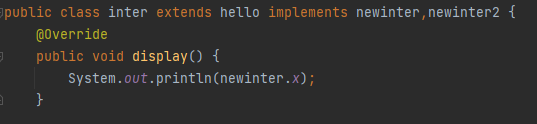 public class inter extends hello implements newinter,newinter2 {
    @Override
    public void display() {
        System.out.println(newinter.x);
    }